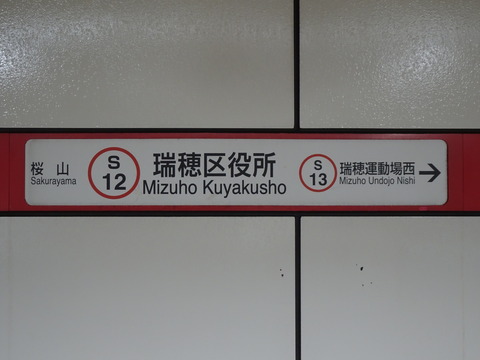 桜山
Sakurayama
S
12
瑞穂区役所
Mizuho Kuyakusho
S
13
瑞穂運動場西
Mizuho Undojo Nishi
→